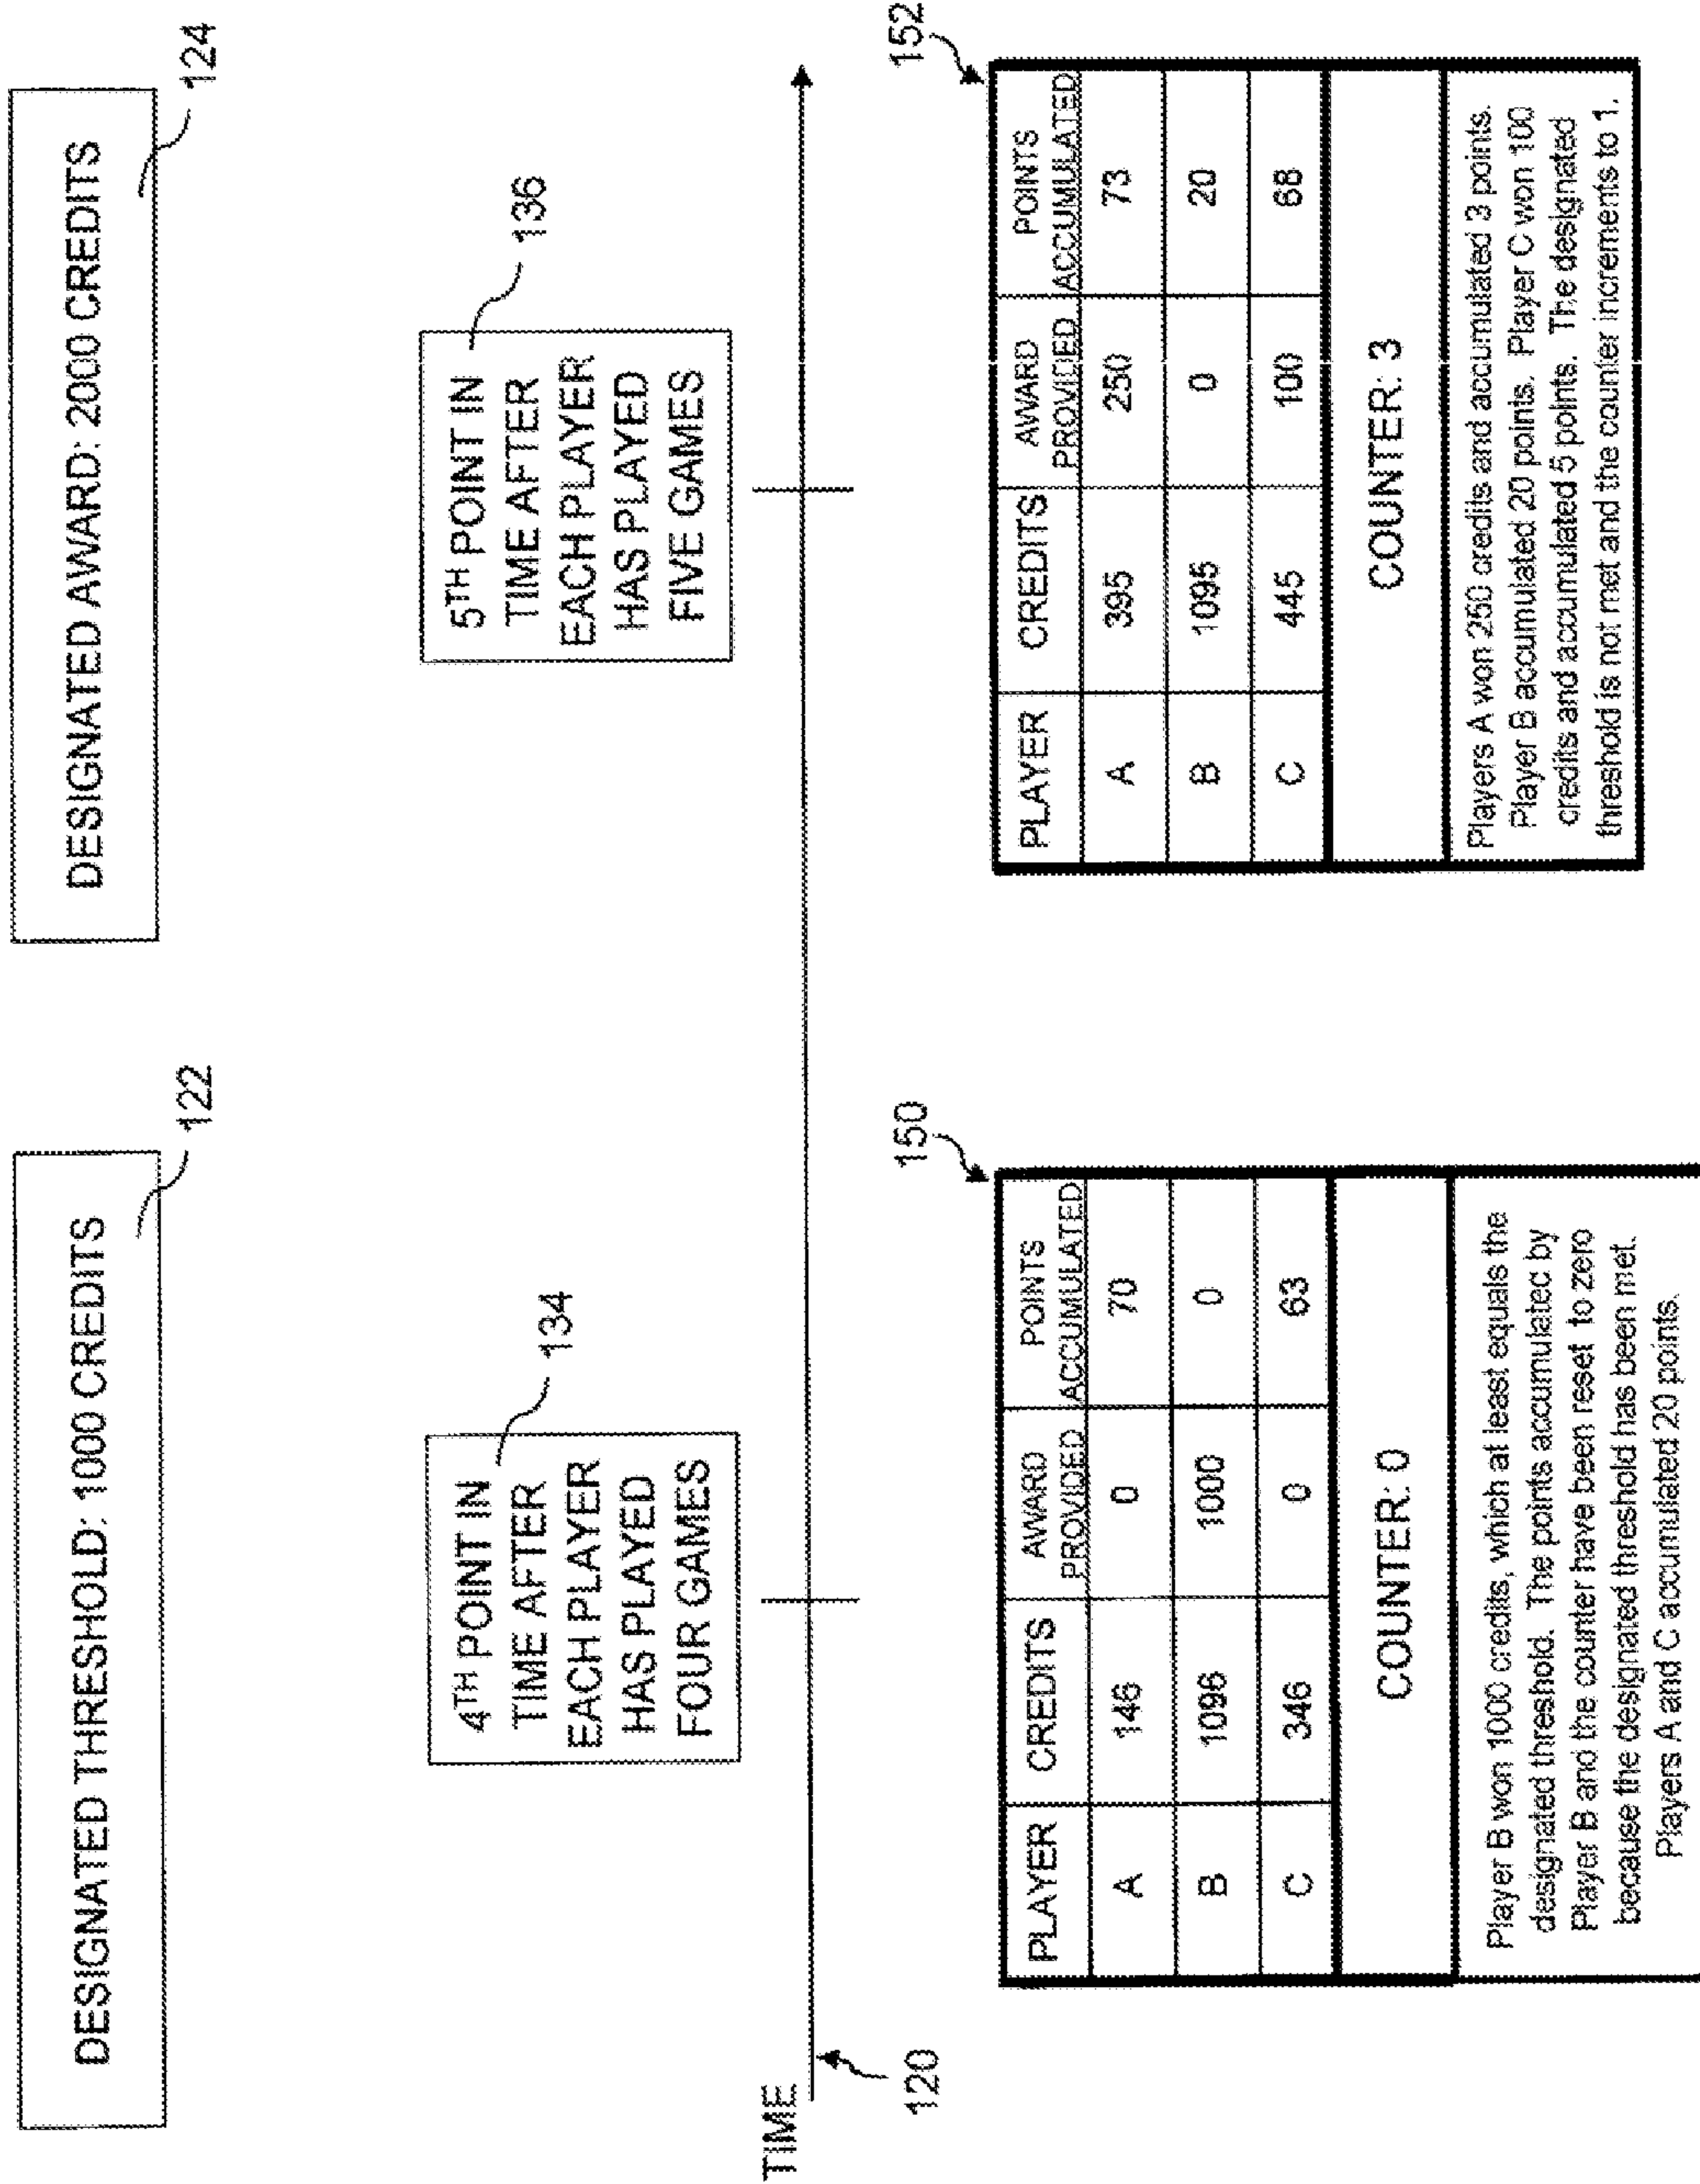 DESIGNATED THRESHOLD: 1000 CREDITS
122
DESIGNATED AWARD: 2000 CREDITS
124
4TH POINT IN
TIME AFTER
EACH PLAYER
HAS PLAYED
FOUR GAMES
134
5TH POINT IN
TIME AFTER
EACH PLAYER
HAS PLAYED
FIVE GAMES
136
TIME
120
150
PLAYER CREDITS AWARD PROVIDED POINTS ACCUMULATED
A 146 0 70
B 1096 1000 0
C 346 0 63
COUNTER: 0
Player B won 1000 credits, which at least equals the
designated threshold. The points accumulated by
Player B and the counter have been reset to zero
because the designated threshold has been met.
Players A and C accumulated 20 points.
152
PLAYER CREDITS AWARD PROVIDIED POINTS ACCUMULATED
A 395 250 73
B 1095 0 20
C 445 100 68
COUNTER: 3
Players A won 250 credits and accumulated 3 points.
Player B accumulated 20 points. Player C won 100
credits and accumulated 5 points. The designated
threshold is not met and the counter increments to 1.